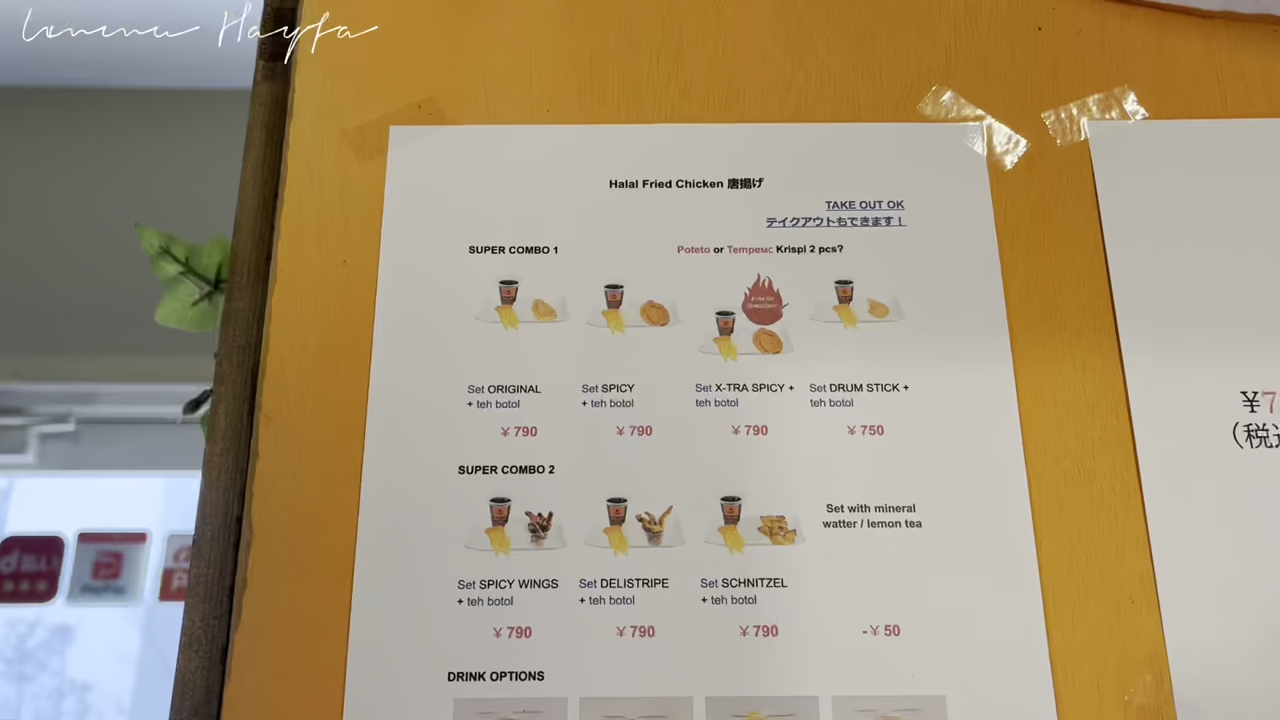 Halal Fried Chicken 唐揚げ
TAKE OUT OK
テイクアウトもできます！
SUPER COMBO 1
Poteto or Tempemc Krispi 2 pcs?
Set ORIGINAL
+ teh botol
¥ 790
Set SPICY
+ teh botol
¥ 790
Set X-TRA SPICY +
teh botol
¥ 790
Set DRUM STICK +
teh botol
¥ 750
SUPER COMBO 2
Set SPICY WINGS
+ teh botol
¥ 790
Set DELISTRIPE
+ teh botol
¥ 790
Set SCHNITZEL
+ teh botol
¥ 790
Set with mineral
watter / lemon tea
-¥ 50
DRINK OPTIONS
¥7
PayPay